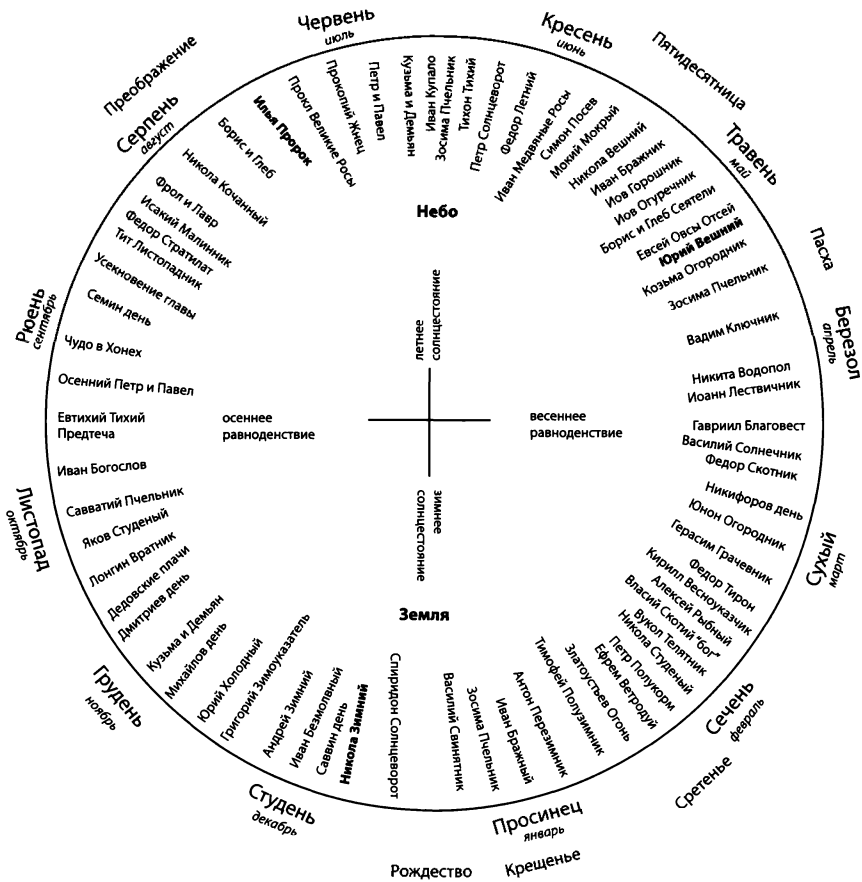 Червень
июль
Кресень
июнь
Пятидесятница
Травень
май
Пасха
Березол
апрель
Сухый
март
Сечень
февраль
Сретенье
Просинец
январь
Крещенье
Рождество
Студень
декабрь
Грудень
ноябрь
Листопад
октябрь
Рюень
сентябрь
Серпень
август
Преображение
Кузьма и Демьян
Иван Купало
Зосима Пчельник
Тихон Тихий
Петр Солнцеворот
Федор Летний
Иван Медвяные Росы
Симон Посев
Мокий Мокрый
Никола Вешний
Иван Бражник
Иов Горошник
Иов Огуречник
Борис и Глеб Сеятели
Евсей Овсы Отсей
Юрий Вешний
Козьма Огородник
Зосима Пчельник
Вадим Ключник
Никита Водопол
Иоанн Лествичник
Гавриил Благовест
Василий Солнечник
Федор Скотник
Никифоров день
Юнон Огородник
Герасим Грачевник
Федор Тирон
Кирилл Весноуказчик
Алексей Рыбный
Власий Скотий "бог"
Вукол Телятник
Никола Студеный
Петр Полукорм
Ефрем Ветродуй
Златоустьев Огонь
Тимофей Полузимник
Антон Перезимник
Иван Бражный
Зосима Пчельник
Василий Свинятник
Спиридон Солнцеворот
Никола Зимний
Саввин день
Иван Безмолвный
Андрей Зимний
Григорий Зимоуказатель
Юрий Холодный
Михайлов день
Кузьма и Демьян
Дмитриев день
Дедовские плачи
Лонгин Вратник
Яков Студеный
Савватий Пчельник
Иван Богослов
Евтихий Тихий
Предтеча
Осенний Петр и Павел
Чудо в Хонех
Семин день
Усекновение главы
Тит Листопадник
Федор Стратилат
Исакий Малинник
Фрол и Лавр
Никола Кочанный
Борис и Глеб
Илья Пророк
Прокл Великие Росы
Прокопий Жнец
Петр и Павел
Небо
летнее
солнцестояние
осеннее
равноденствие
весеннее
равноденствие
зимнее
солнцестояние
Земля